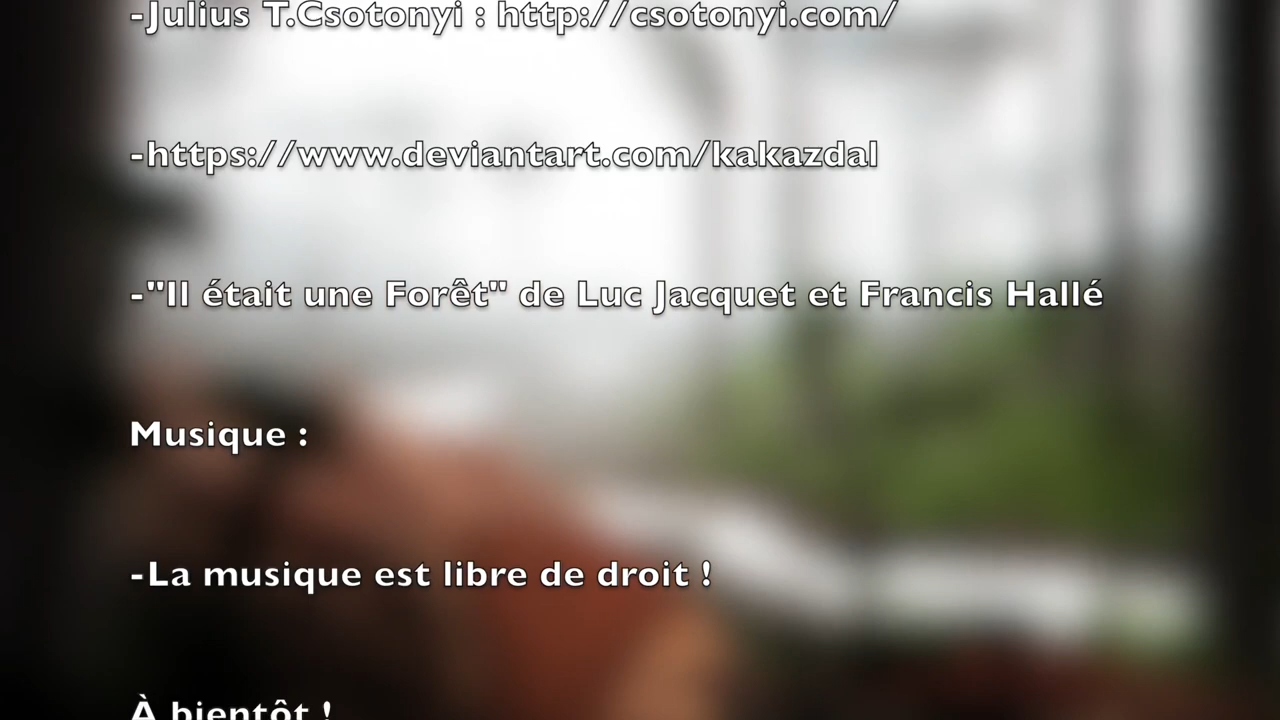 -Julius T.Csotonyi : http://csotonyi.com/
-https://www.deviantart.com/kakazdal
-"Il était une Forêt" de Luc Jacquet et Francis Hallé
Musique :
-La musique est libre de droit !
À bientôt !